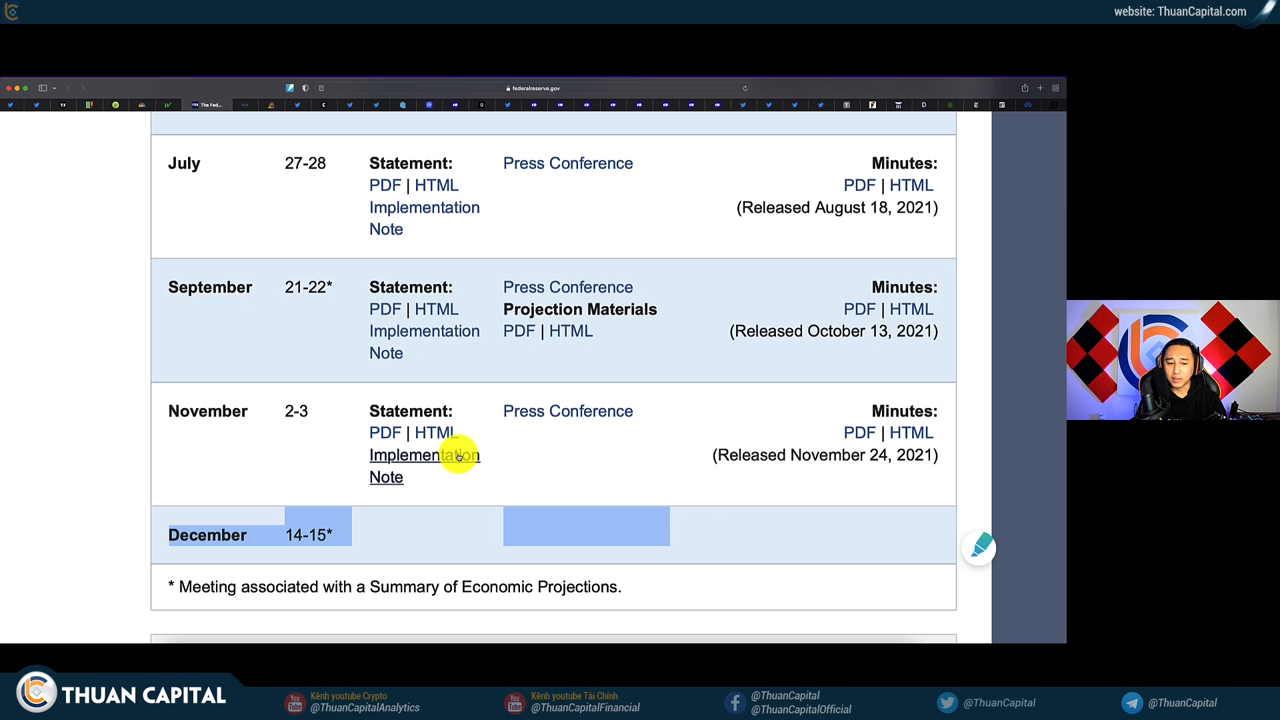 website: ThuanCapital.com
federalreserve.gov
The Fed...
July 27-28 Statement: Press Conference Minutes:
PDF | HTML PDF | HTML
Implementation (Released August 18, 2021)
Note
September 21-22* Statement: Press Conference Minutes:
PDF | HTML Projection Materials PDF | HTML
Implementation PDF | HTML (Released October 13, 2021)
Note
November 2-3 Statement: Press Conference Minutes:
PDF | HTML PDF | HTML
Implementation (Released November 24, 2021)
Note
December 14-15*
* Meeting associated with a Summary of Economic Projections.
THUAN CAPITAL
Kênh youtube Crypto
@ThuanCapitalAnalytics
Kênh youtube Tài Chính
@ThuanCapitalFinancial
@ThuanCapital
@ThuanCapitalOfficial
@ThuanCapital
@ThuanCapital